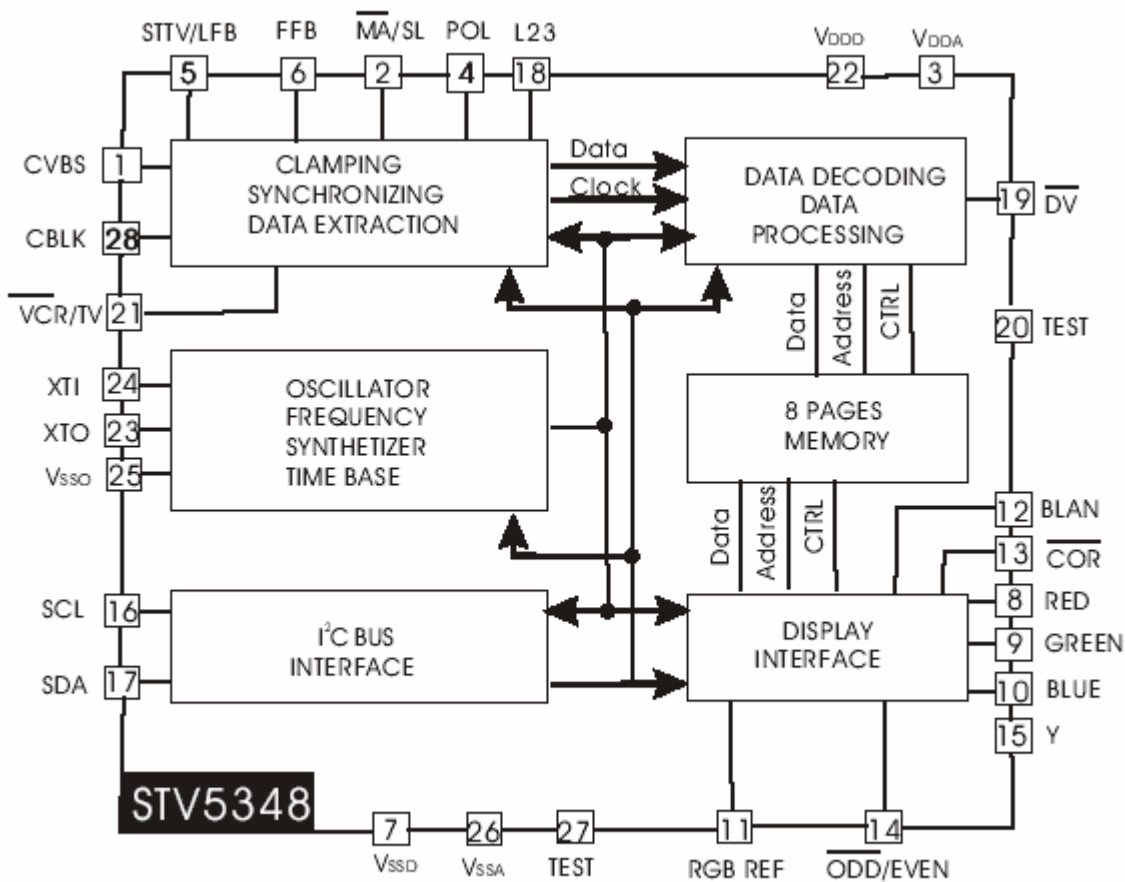 STTV/LFB FFB MA/SL POL L23 VDDD VDDA
5 6 2 4 18 22 3
CVBS 1
CBLK 28
VCR/TV 21
CLAMPING
SYNCHRONIZING
DATA EXTRACTION
Data
Clock
DATA DECODING
DATA
PROCESSING
19 DV
20 TEST
Data Address CTRL
XTI 24
XTO 23
VSSO 25
OSCILLATOR
FREQUENCY
SYNTHETIZER
TIME BASE
8 PAGES
MEMORY
Data Address CTRL
12 BLAN
13 COR
8 RED
9 GREEN
10 BLUE
15 Y
SCL 16
SDA 17
I²C BUS
INTERFACE
DISPLAY
INTERFACE
STV5348
7 26 27 11 14
VSSD VSSA TEST RGB REF ODD/EVEN